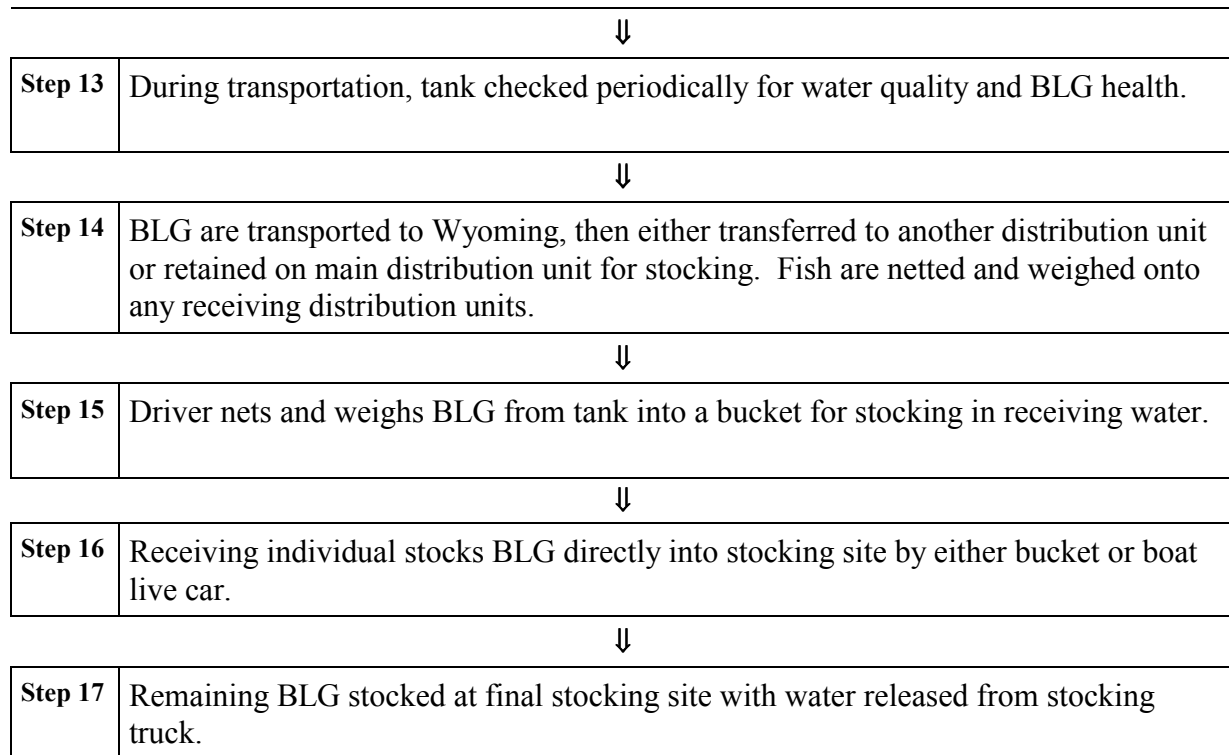 ⇓
Step 13 During transportation, tank checked periodically for water quality and BLG health.
⇓
Step 14 BLG are transported to Wyoming, then either transferred to another distribution unit
or retained on main distribution unit for stocking.  Fish are netted and weighed onto
any receiving distribution units.
⇓
Step 15 Driver nets and weighs BLG from tank into a bucket for stocking in receiving water.
⇓
Step 16 Receiving individual stocks BLG directly into stocking site by either bucket or boat
live car.
⇓
Step 17 Remaining BLG stocked at final stocking site with water released from stocking
truck.